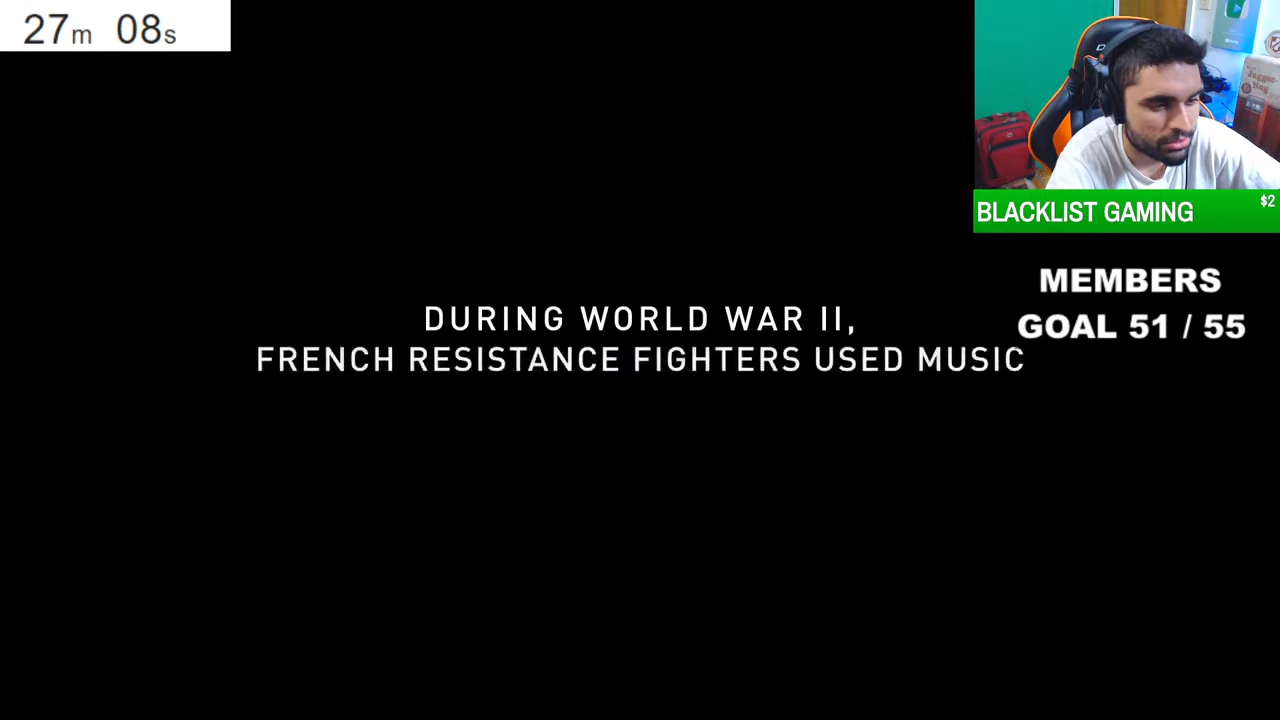 27m 08s
BLACKLIST GAMING
$2
MEMBERS
GOAL 51 / 55
DURING WORLD WAR II,
FRENCH RESISTANCE FIGHTERS USED MUSIC